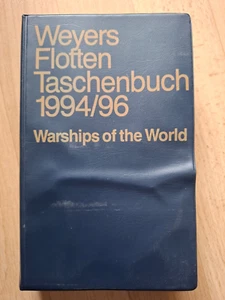 Weyers
Flotten
Taschenbuch
1994/96
Warships of the World